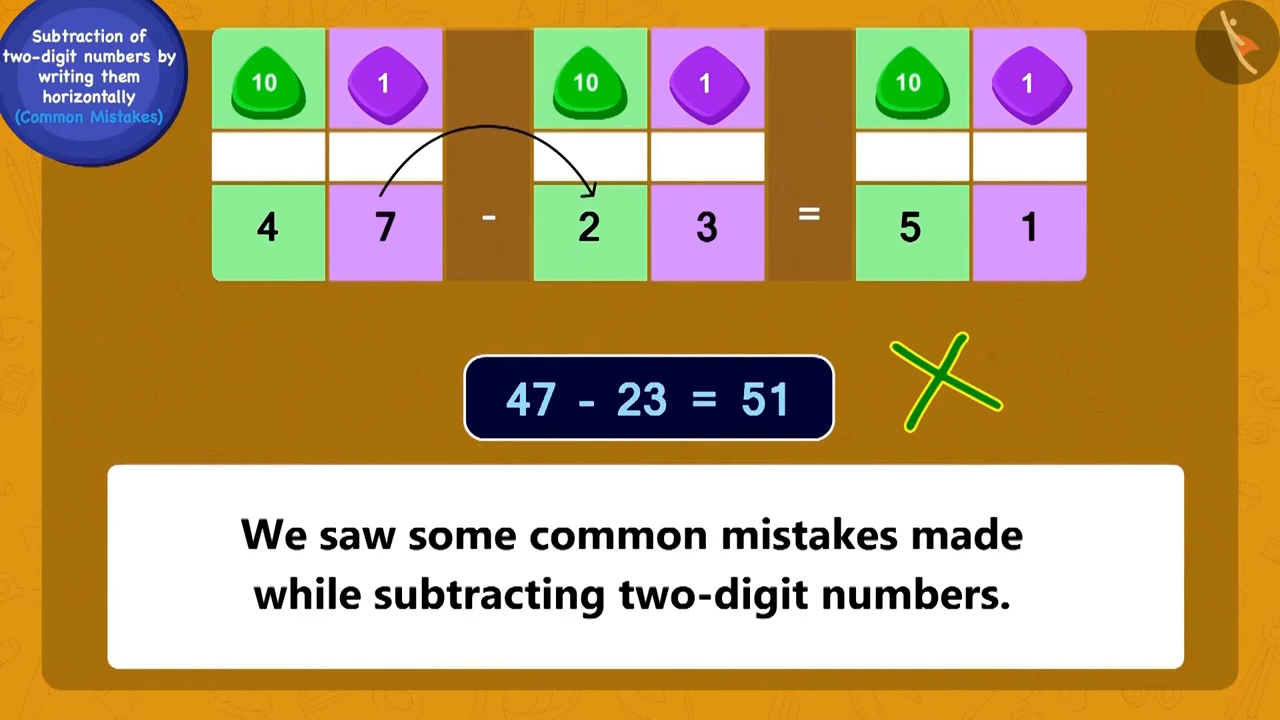 Subtraction of
two-digit numbers by
writing them
horizontally
(Common Mistakes)
10 1 10 1 10 1
4 7 - 2 3 = 5 1
47 - 23 = 51
We saw some common mistakes made
while subtracting two-digit numbers.